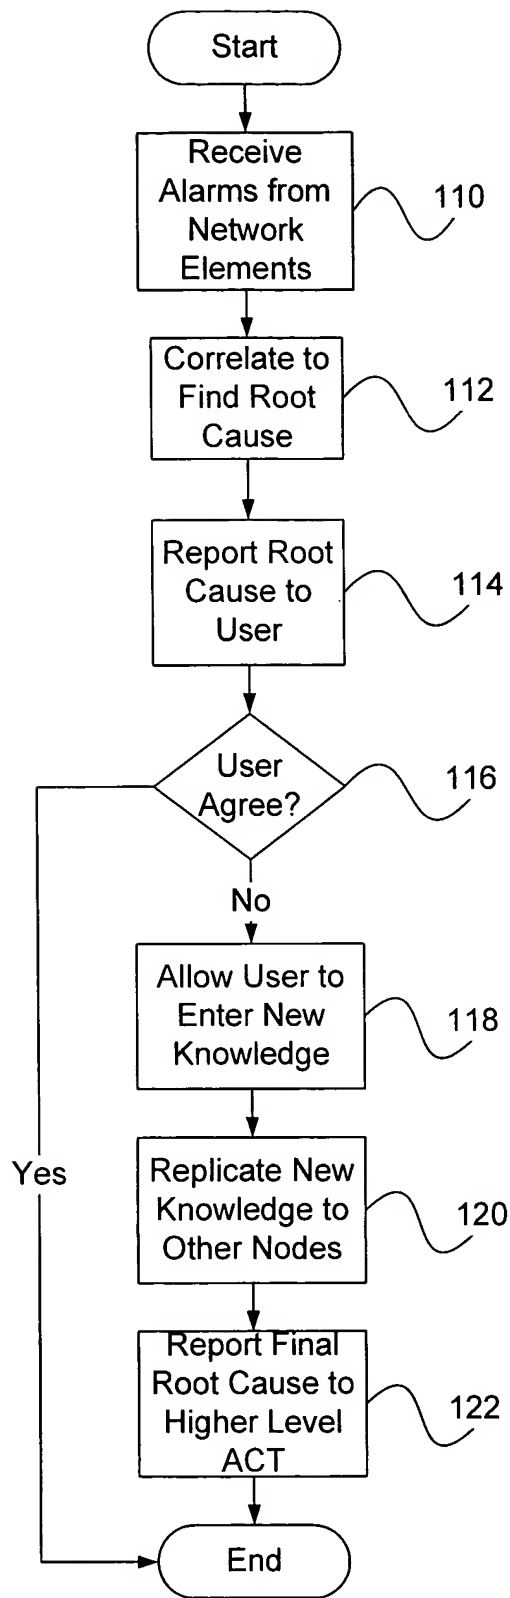 Start
Receive
Alarms from
Network
Elements
110
Correlate to
Find Root
Cause
112
Report Root
Cause to
User
114
User
Agree?
116
No
Allow User to
Enter New
Knowledge
118
Yes
Replicate New
Knowledge to
Other Nodes
120
Report Final
Root Cause to
Higher Level
ACT
122
End